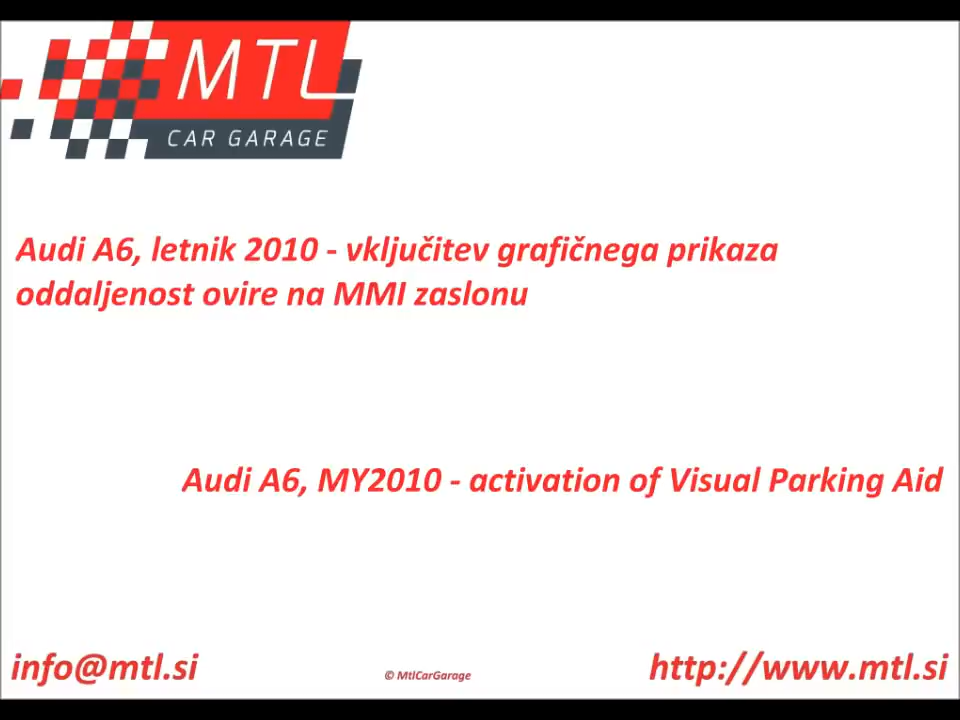 MTL
CAR GARAGE
Audi A6, letnik 2010 - vključitev grafičnega prikaza
oddaljenost ovire na MMI zaslonu
Audi A6, MY2010 - activation of Visual Parking Aid
info@mtl.si
© MtlCarGarage
http://www.mtl.si